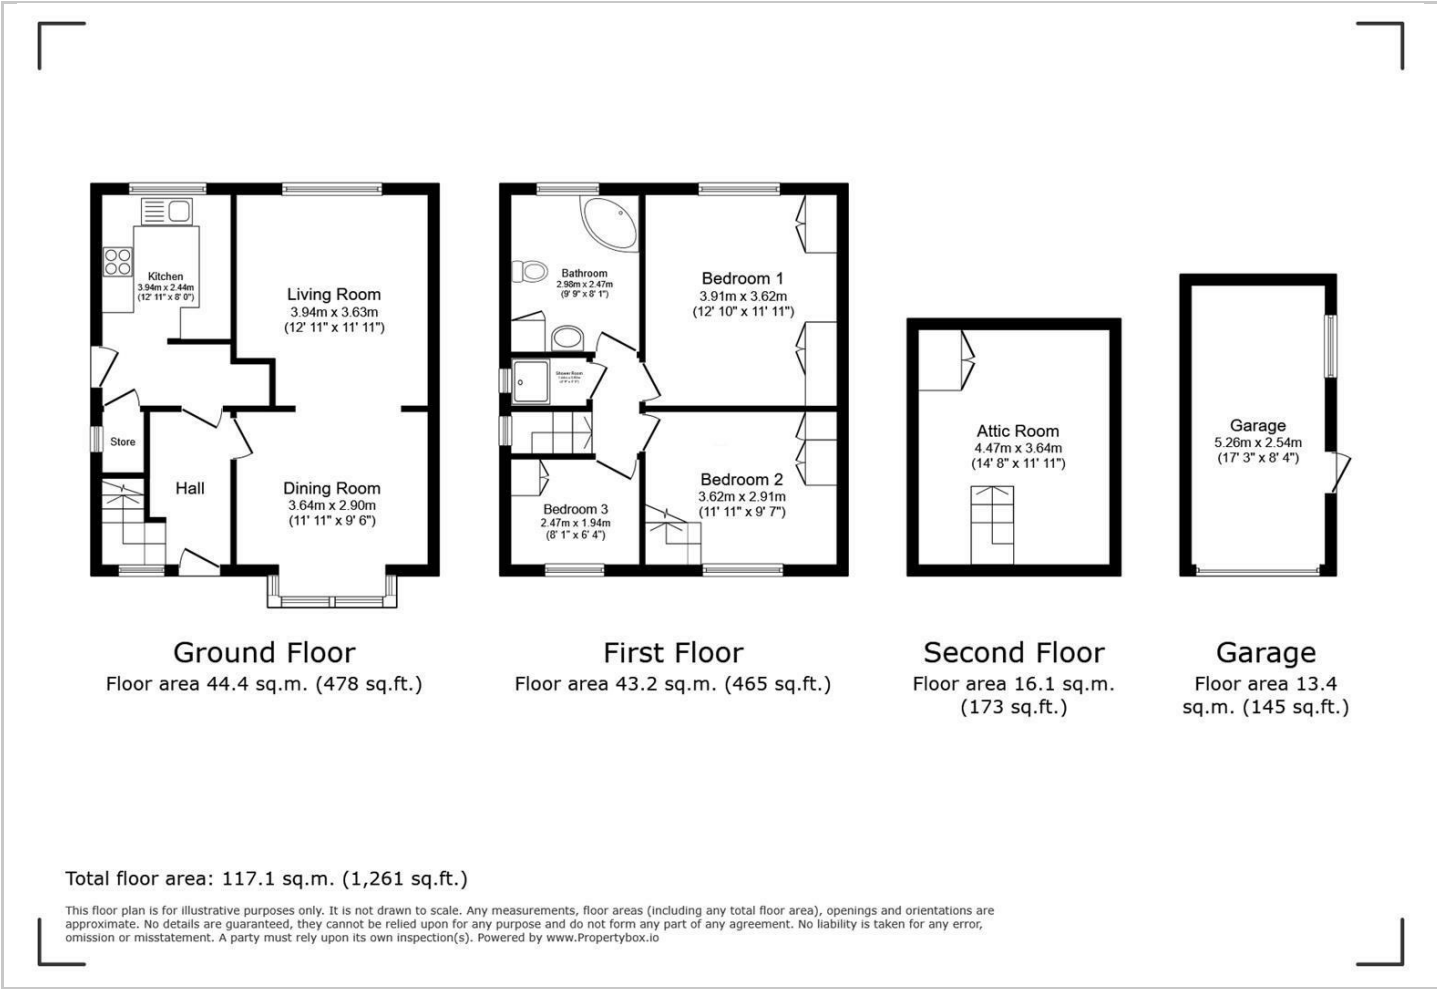 Kitchen
3.94m x 2.44m
(12' 11" x 8' 0")
Living Room
3.94m x 3.63m
(12' 11" x 11' 11")
Store
Hall
Dining Room
3.64m x 2.90m
(11' 11" x 9' 6")
Ground Floor
Floor area 44.4 sq.m. (478 sq.ft.)
Bathroom
2.98m x 2.47m
(9' 9" x 8' 1")
Bedroom 1
3.91m x 3.62m
(12' 10" x 11' 11")
Shower Room
Bedroom 2
3.62m x 2.91m
(11' 11" x 9' 7")
Bedroom 3
2.47m x 1.94m
(8' 1" x 6' 4")
First Floor
Floor area 43.2 sq.m. (465 sq.ft.)
Attic Room
4.47m x 3.64m
(14' 8" x 11' 11")
Second Floor
Floor area 16.1 sq.m.
(173 sq.ft.)
Garage
5.26m x 2.54m
(17' 3" x 8' 4")
Garage
Floor area 13.4
sq.m. (145 sq.ft.)
Total floor area: 117.1 sq.m. (1,261 sq.ft.)
This floor plan is for illustrative purposes only. It is not drawn to scale. Any measurements, floor areas (including any total floor area), openings and orientations are
approximate. No details are guaranteed, they cannot be relied upon for any purpose and do not form any part of any agreement. No liability is taken for any error,
omission or misstatement. A party must rely upon its own inspection(s). Powered by www.Propertybox.io